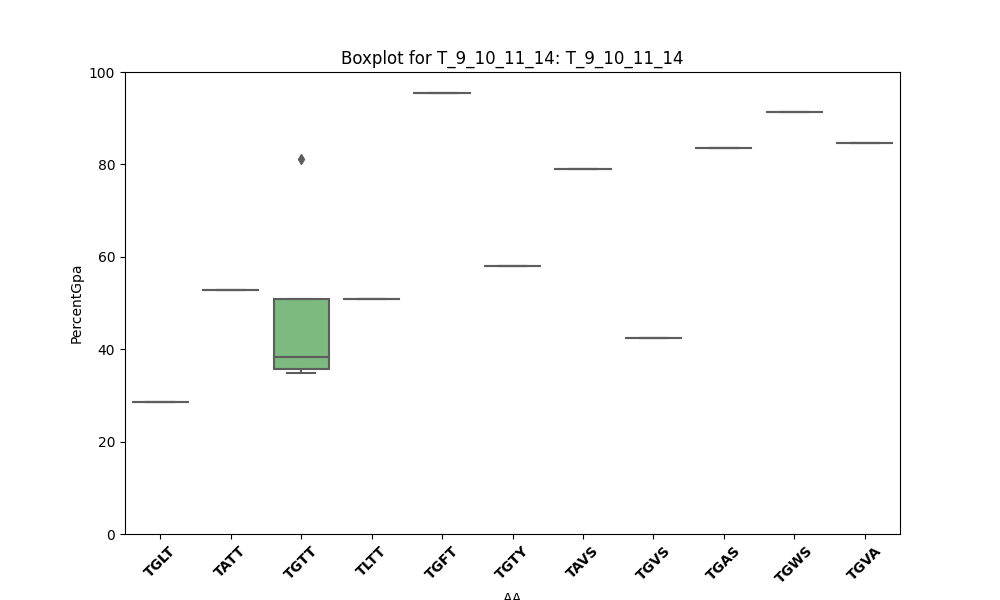 Boxplot for T_9_10_11_14: T_9_10_11_14
100
80
60
40
20
0
PercentGpa
TGLT
TATT
TGTT
TLTT
TGFT
TGTY
TAVS
TGVS
TGAS
TGWS
TGVA
AA